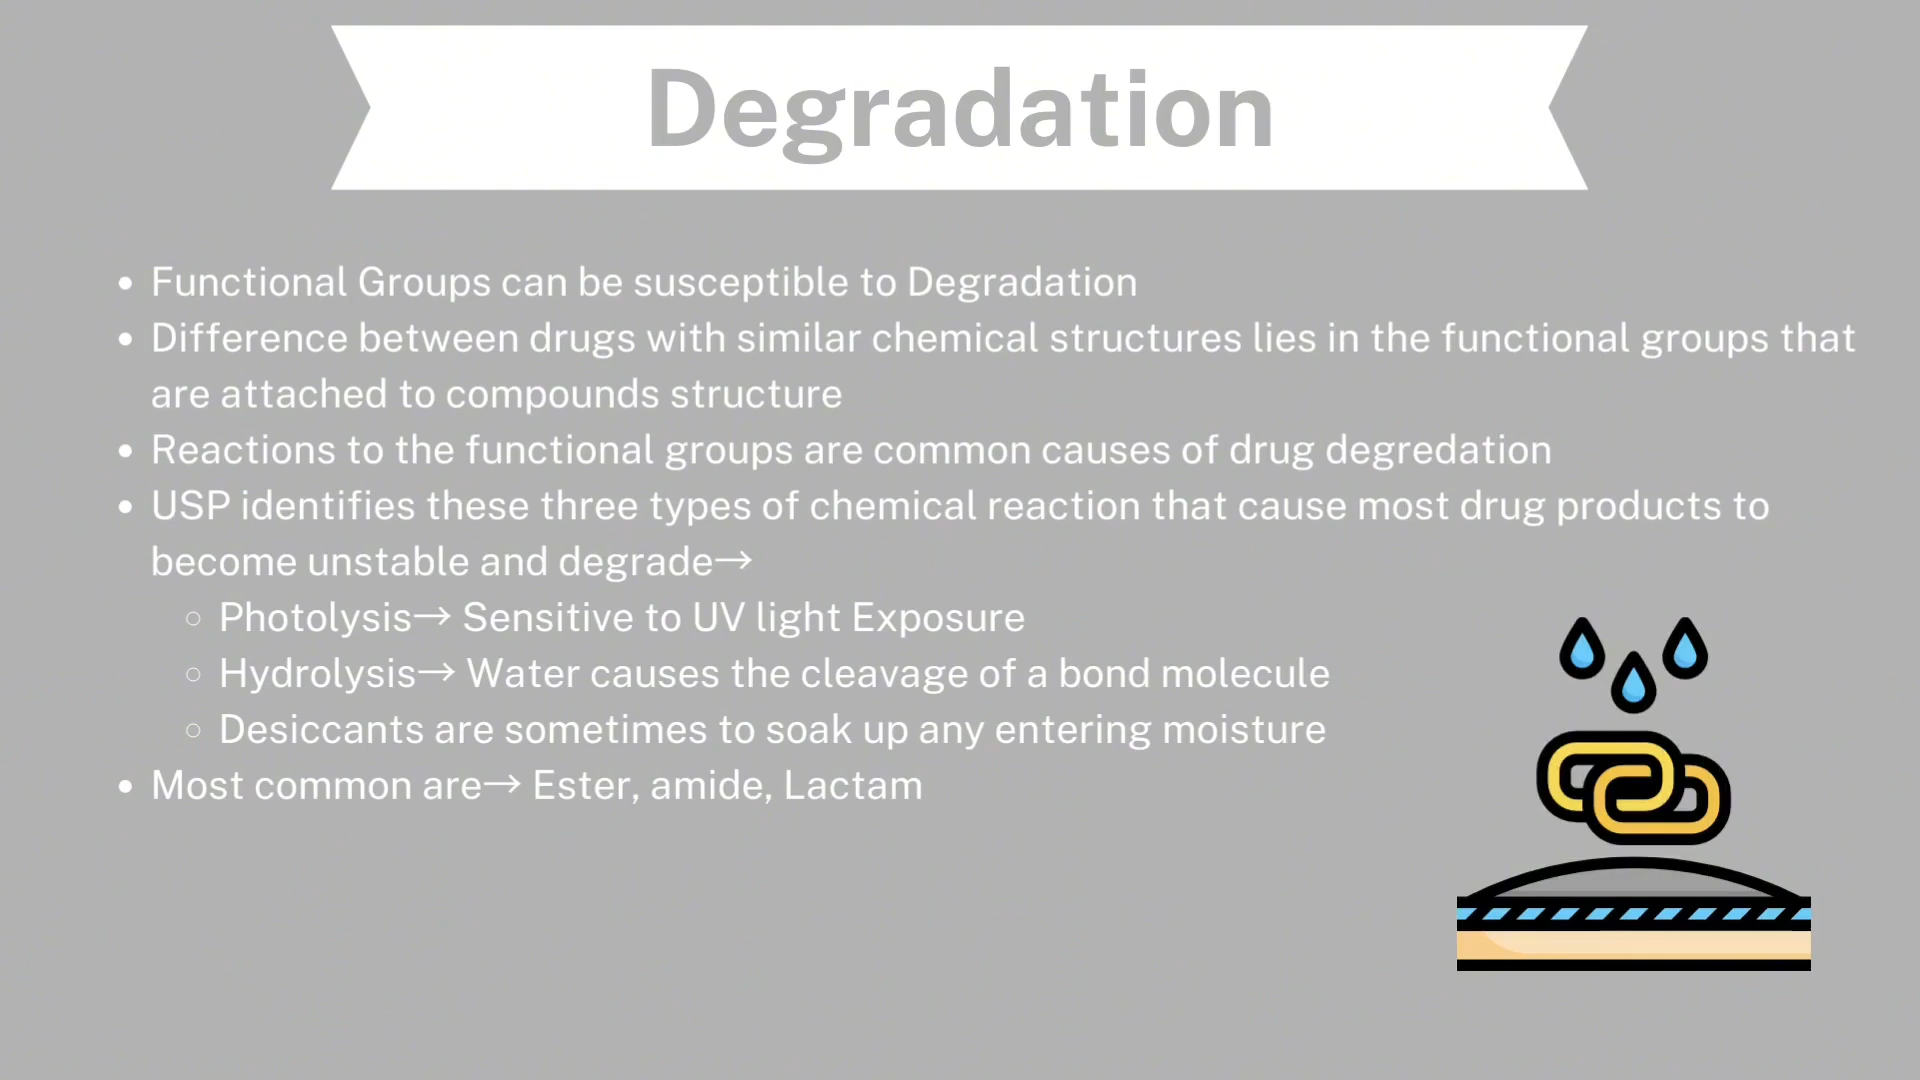 Degradation
• Functional Groups can be susceptible to Degradation
• Difference between drugs with similar chemical structures lies in the functional groups that
are attached to compounds structure
• Reactions to the functional groups are common causes of drug degredation
• USP identifies these three types of chemical reaction that cause most drug products to
become unstable and degrade→
◦ Photolysis→ Sensitive to UV light Exposure
◦ Hydrolysis→ Water causes the cleavage of a bond molecule
◦ Desiccants are sometimes to soak up any entering moisture
• Most common are→ Ester, amide, Lactam